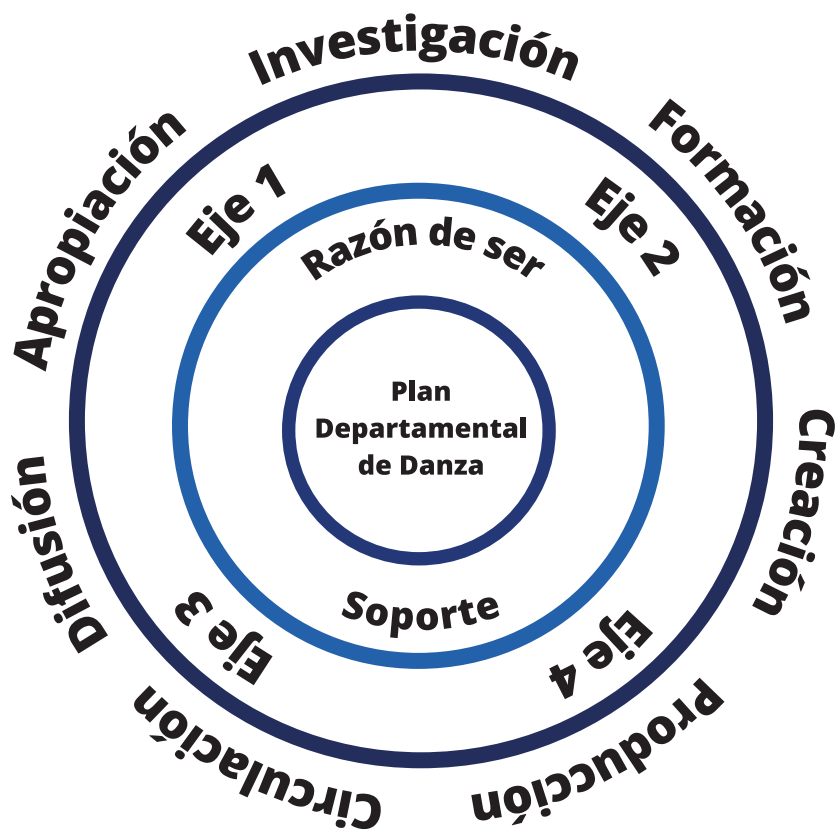 Investigación
Formación
Creación
Producción
Circulación
Difusión
Apropiación
Eje 1
Eje 2
Eje 4
Eje 3
Razón de ser
Soporte
Plan
Departamental
de Danza